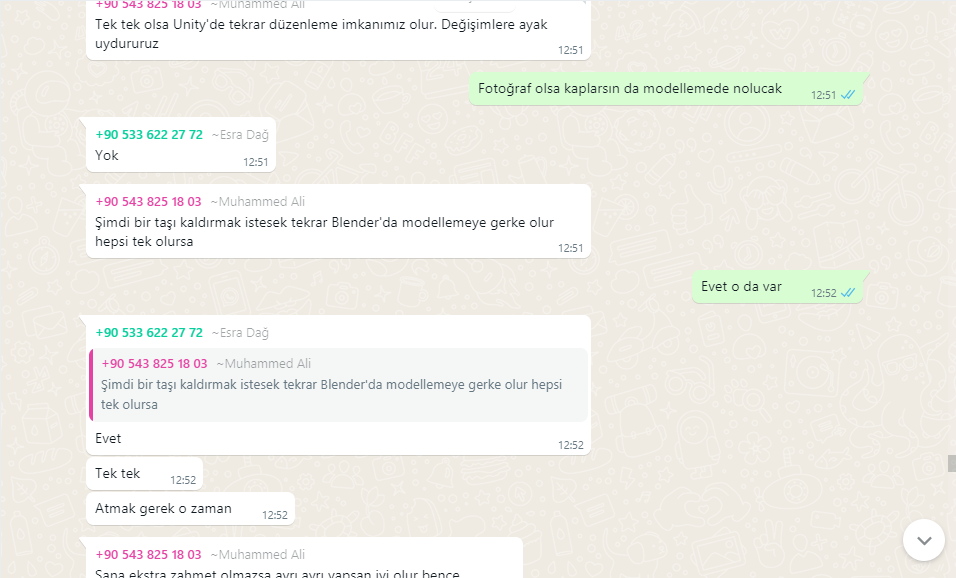 +90 543 825 18 03 ~Muhammed Ali
Tek tek olsa Unity'de tekrar düzenleme imkanımız olur. Değişimlere ayak
uydururuz
12:51
Fotoğraf olsa kaplarsın da modellemede nolucak
12:51
+90 533 622 27 72 ~Esra Dağ
Yok
12:51
+90 543 825 18 03 ~Muhammed Ali
Şimdi bir taşı kaldırmak istesek tekrar Blender'da modellemeye gerke olur
hepsi tek olursa
12:51
Evet o da var
12:52
+90 533 622 27 72 ~Esra Dağ
+90 543 825 18 03 ~Muhammed Ali
Şimdi bir taşı kaldırmak istesek tekrar Blender'da modellemeye gerke olur hepsi
tek olursa
Evet
12:52
Tek tek
12:52
Atmak gerek o zaman
12:52
+90 543 825 18 03 ~Muhammed Ali
Sana ekstra zahmet olmazsa ayrı ayrı yapsan iyi olur bence